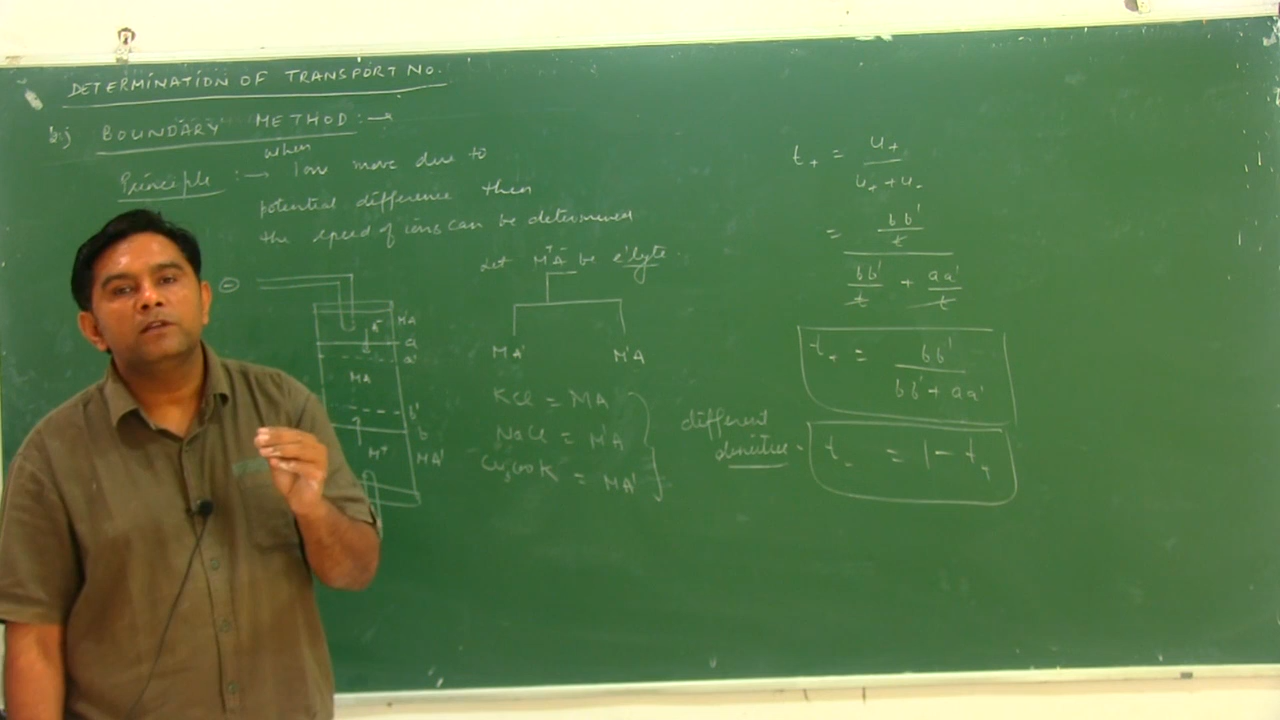 DETERMINATION OF TRANSPORT NO.
b) BOUNDARY METHOD :→
when
Principle :→ Ion move due to
potential difference then
the speed of ions can be determined
Let M⁺A⁻ be e'lyte.
MA' M'A
KCl = MA
NaCl = M'A
= MA'
different
densities
⊖
A⁻ MA
a
a'
MA
b'
b
M⁺ MA'
t₊ = u₊ / u₊ + u₋
= bb'/t / bb'/t + aa'/t
t₊ = bb' / bb' + aa'
t₋ = 1 - t₊